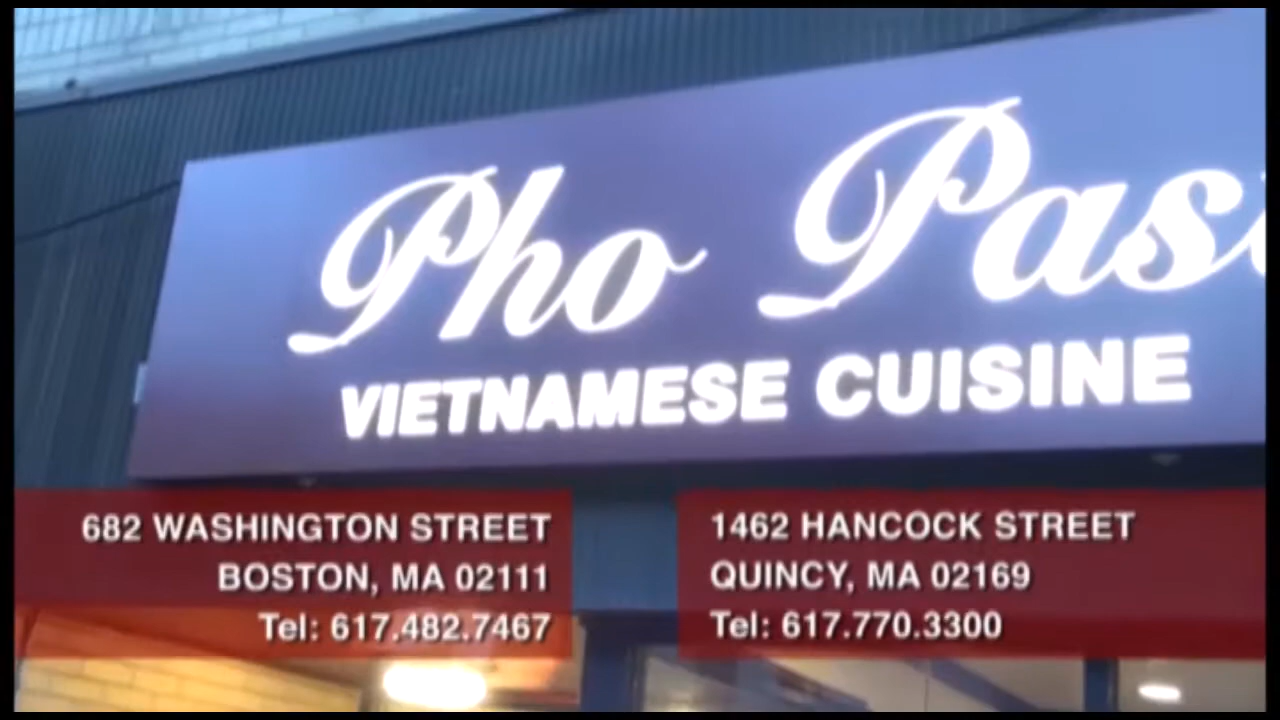 Pho Pas
VIETNAMESE CUISINE
682 WASHINGTON STREET
BOSTON, MA 02111
Tel: 617.482.7467
1462 HANCOCK STREET
QUINCY, MA 02169
Tel: 617.770.3300